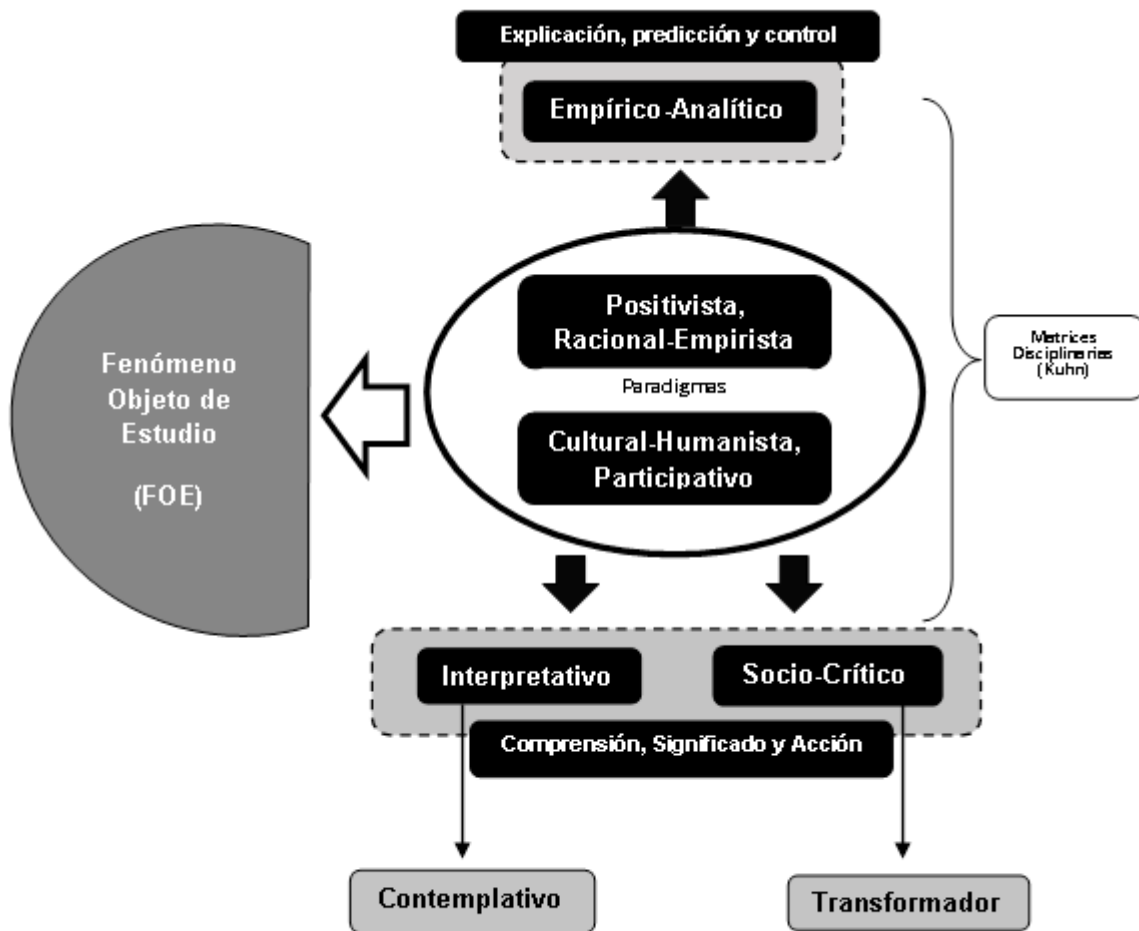 Explicación, predicción y control
Empírico-Analítico
Positivista,
Racional-Empirista
Paradigmas
Cultural-Humanista,
Participativo
Fenómeno
Objeto de
Estudio
(FOE)
Matrices
Disciplinarias
(Kuhn)
Interpretativo
Socio-Crítico
Comprensión, Significado y Acción
Contemplativo
Transformador